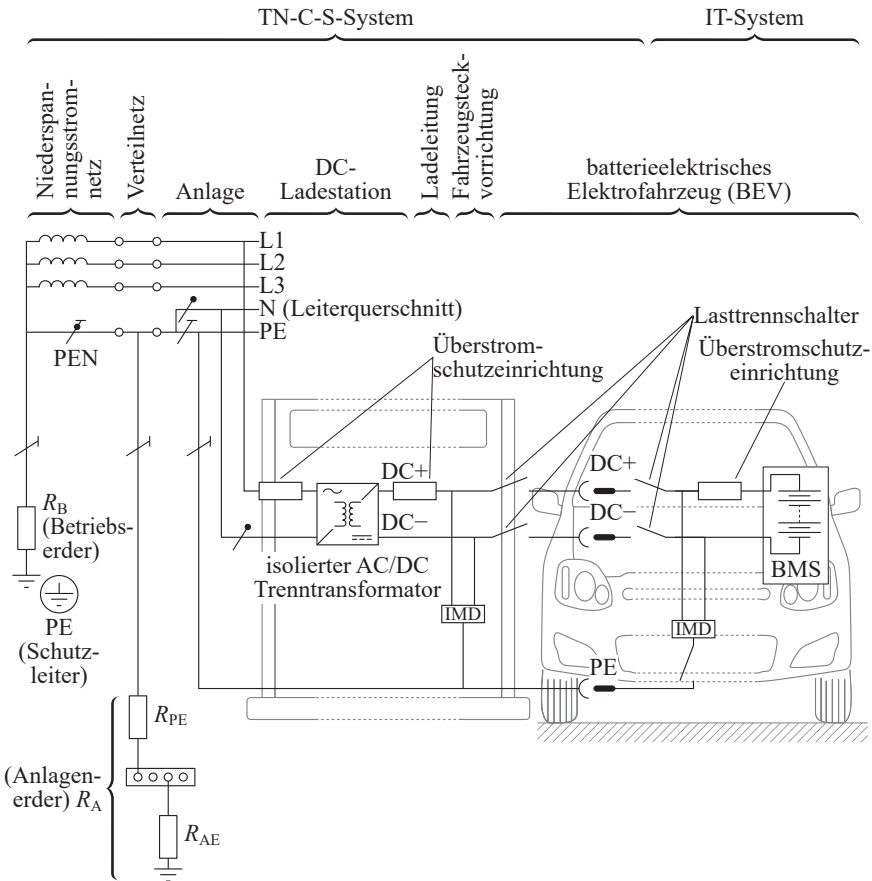 TN-C-S-System
IT-System
Niederspan-
nungsstrom-
netz
Verteilnetz
Anlage
DC-
Ladestation
Ladeleitung
Fahrzeugsteck-
vorrichtung
batterieelektrisches
Elektrofahrzeug (BEV)
L1
L2
L3
N (Leiterquerschnitt)
PE
PEN
Überstrom-
schutzeinrichtung
Lasttrennschalter
Überstromschutz-
einrichtung
DC+
DC−
DC+
DC−
R_B
(Betriebs-
erder)
isolierter AC/DC
Trenntransformator
BMS
IMD
IMD
PE
(Schutz-
leiter)
PE
R_PE
(Anlagen-
erder) R_A
R_AE